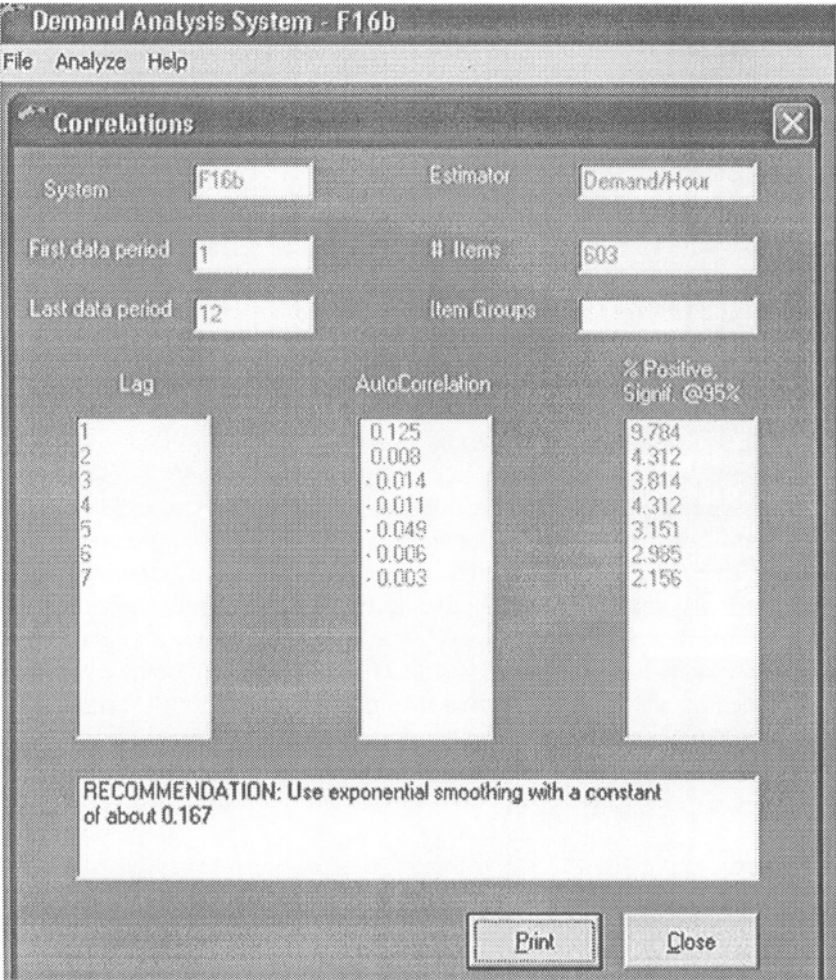 Demand Analysis System - F16b
File Analyze Help
Correlations
System F16b Estimator Demand/Hour
First data period 1 # Items 603
Last data period 12 Item Groups
Lag AutoCorrelation % Positive,
Signif. @95%
1 0.125 9.784
2 0.008 4.312
3 - 0.014 3.814
4 - 0.011 4.312
5 - 0.049 3.151
6 - 0.006 2.985
7 - 0.003 2.156
RECOMMENDATION: Use exponential smoothing with a constant
of about 0.167
Print Close